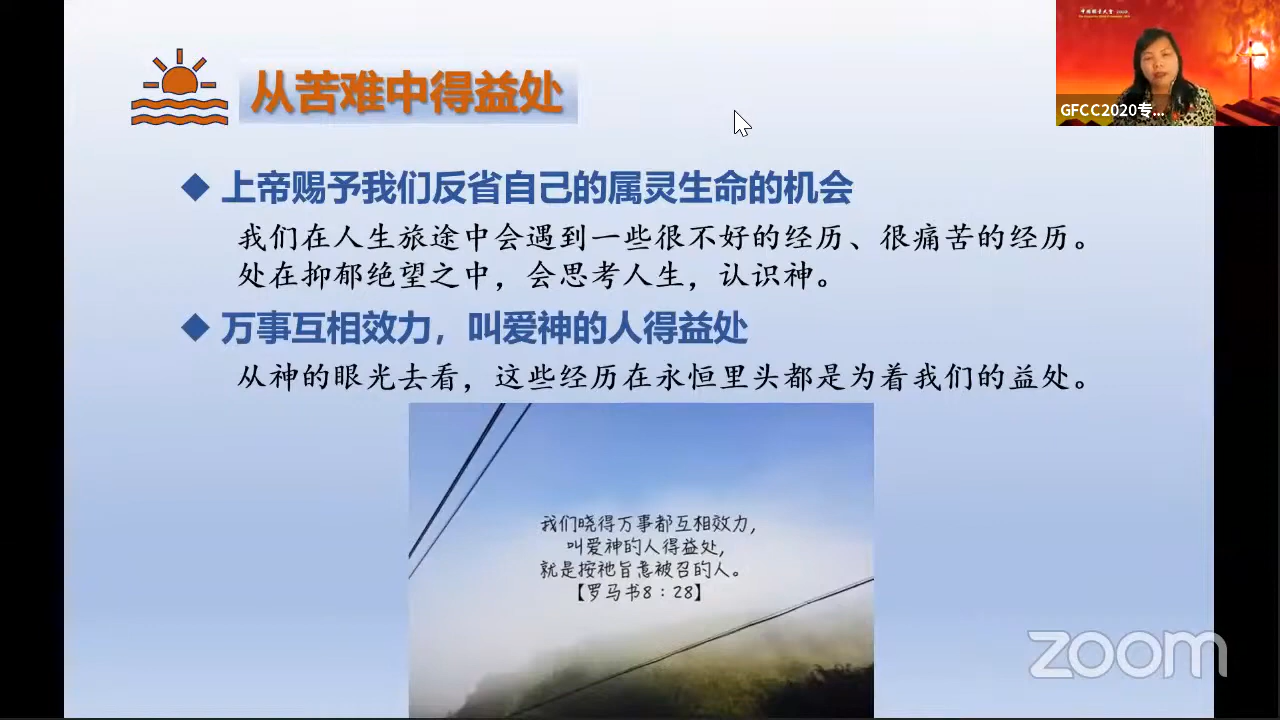 从苦难中得益处
GFCC2020专...
上帝赐予我们反省自己的属灵生命的机会
我们在人生旅途中会遇到一些很不好的经历、很痛苦的经历。
处在抑郁绝望之中，会思考人生，认识神。
万事互相效力，叫爱神的人得益处
从神的眼光去看，这些经历在永恒里头都是为着我们的益处。
我们晓得万事都互相效力，
叫爱神的人得益处，
就是按祂旨意被召的人。
【罗马书8：28】
zoom